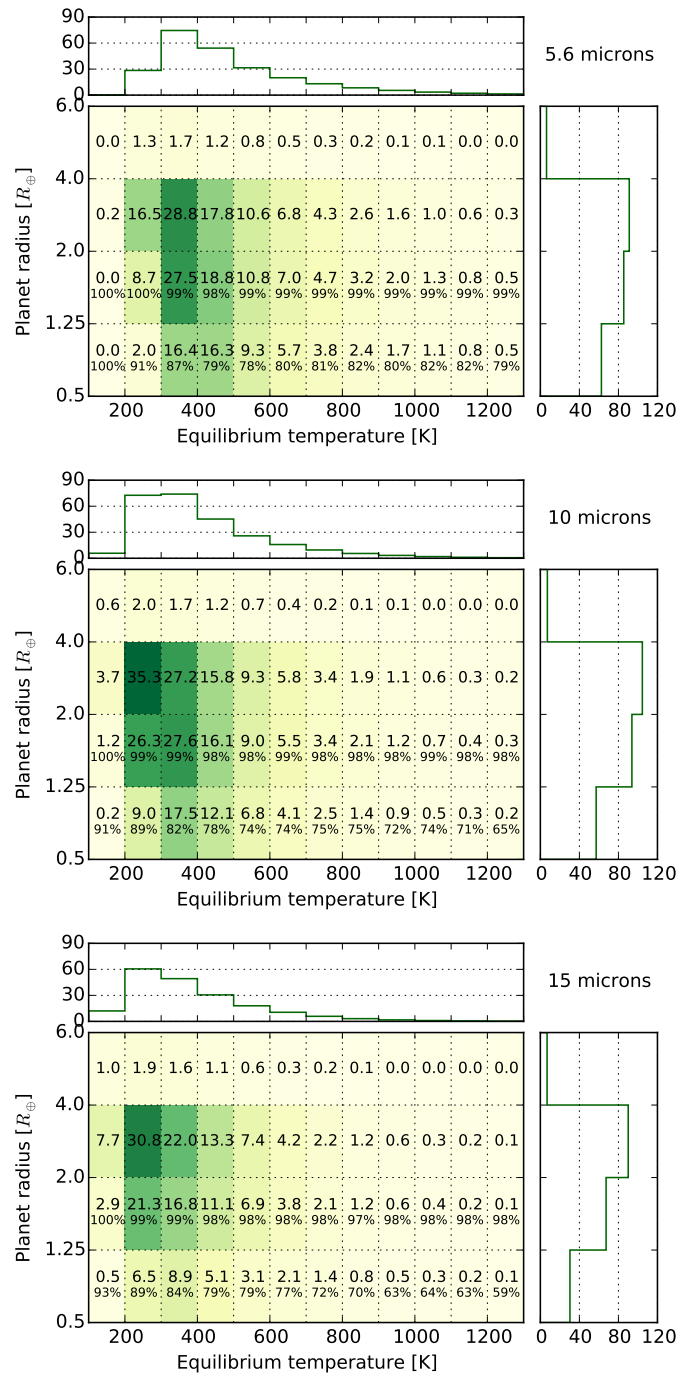 90
60
30
0
5.6 microns
6.0
0.0 1.3 1.7 1.2 0.8 0.5 0.3 0.2 0.1 0.1 0.0 0.0
4.0
0.2 16.5 28.8 17.8 10.6 6.8 4.3 2.6 1.6 1.0 0.6 0.3
2.0
0.0 8.7 27.5 18.8 10.8 7.0 4.7 3.2 2.0 1.3 0.8 0.5
100% 100% 99% 98% 99% 99% 99% 99% 99% 99% 99% 99%
1.25
0.0 2.0 16.4 16.3 9.3 5.7 3.8 2.4 1.7 1.1 0.8 0.5
100% 91% 87% 79% 78% 80% 81% 82% 80% 82% 82% 79%
0.5
Planet radius [R⊕]
200 400 600 800 1000 1200
Equilibrium temperature [K]
0 40 80 120
90
60
30
0
10 microns
6.0
0.6 2.0 1.7 1.2 0.7 0.4 0.2 0.1 0.1 0.0 0.0 0.0
4.0
3.7 35.3 27.2 15.8 9.3 5.8 3.4 1.9 1.1 0.6 0.3 0.2
2.0
1.2 26.3 27.6 16.1 9.0 5.5 3.4 2.1 1.2 0.7 0.4 0.3
100% 99% 99% 98% 98% 99% 98% 98% 98% 99% 98% 98%
1.25
0.2 9.0 17.5 12.1 6.8 4.1 2.5 1.4 0.9 0.5 0.3 0.2
91% 89% 82% 78% 74% 74% 75% 75% 72% 74% 71% 65%
0.5
Planet radius [R⊕]
200 400 600 800 1000 1200
Equilibrium temperature [K]
0 40 80 120
90
60
30
0
15 microns
6.0
1.0 1.9 1.6 1.1 0.6 0.3 0.2 0.1 0.0 0.0 0.0 0.0
4.0
7.7 30.8 22.0 13.3 7.4 4.2 2.2 1.2 0.6 0.3 0.2 0.1
2.0
2.9 21.3 16.8 11.1 6.9 3.8 2.1 1.2 0.6 0.4 0.2 0.1
100% 99% 99% 98% 98% 98% 98% 97% 98% 98% 98% 98%
1.25
0.5 6.5 8.9 5.1 3.1 2.1 1.4 0.8 0.5 0.3 0.2 0.1
93% 89% 84% 79% 79% 77% 72% 70% 63% 64% 63% 59%
0.5
Planet radius [R⊕]
200 400 600 800 1000 1200
Equilibrium temperature [K]
0 40 80 120